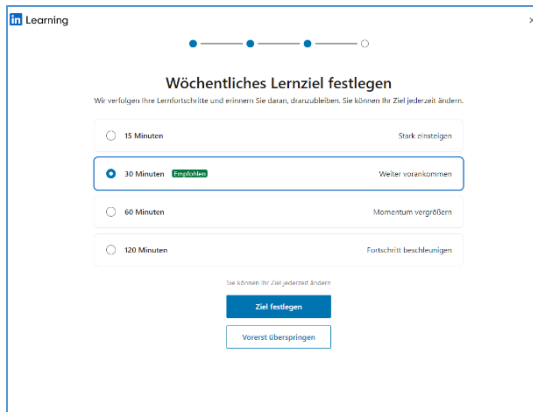 in Learning
Wöchentliches Lernziel festlegen
Wir verfolgen Ihre Lernfortschritte und erinnern Sie daran, dranzubleiben. Sie können Ihr Ziel jederzeit ändern.
15 Minuten Stark einsteigen
30 Minuten Empfohlen Weiter vorankommen
60 Minuten Momentum vergrößern
120 Minuten Fortschritt beschleunigen
Sie können Ihr Ziel jederzeit ändern
Ziel festlegen
Vorerst überspringen